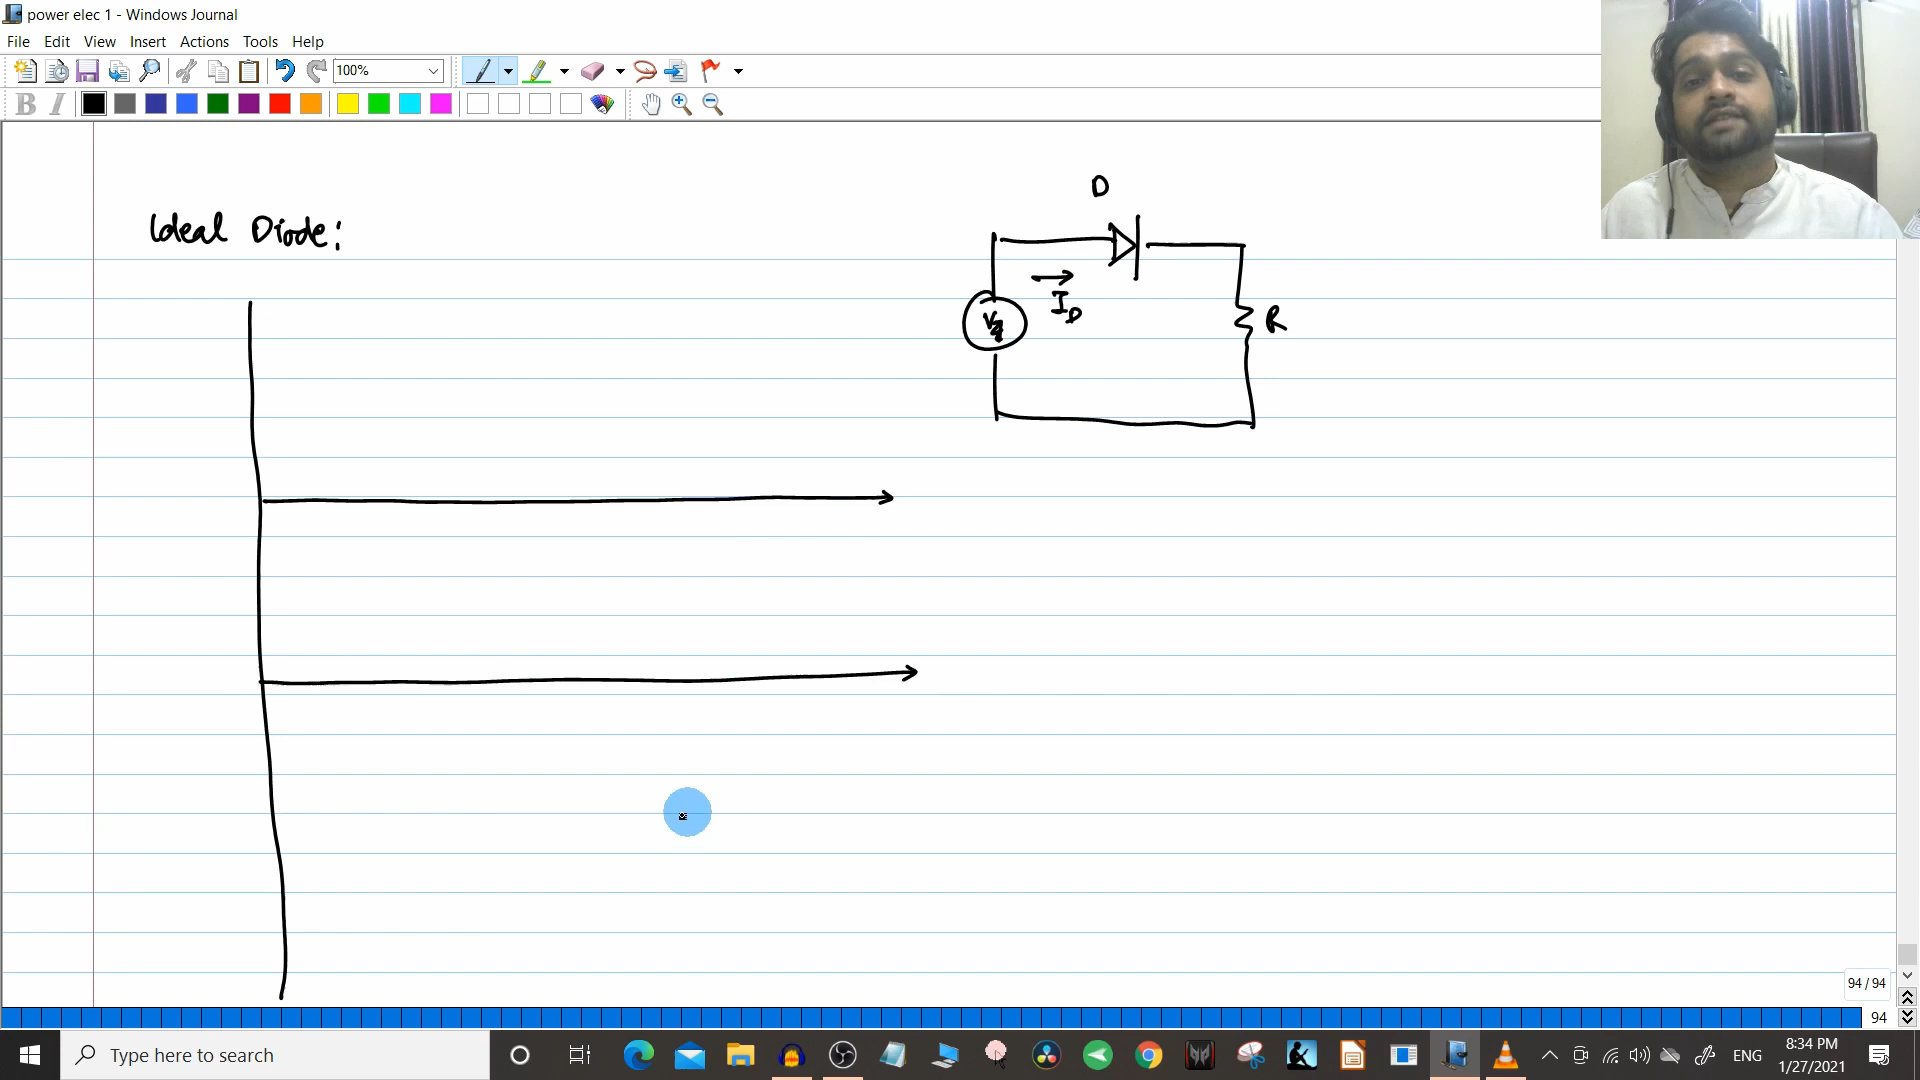 power elec 1 - Windows Journal
File Edit View Insert Actions Tools Help
100%
B I
D
Ideal Diode:
I_D
R
94 / 94
94
Type here to search
ENG
8:34 PM
1/27/2021